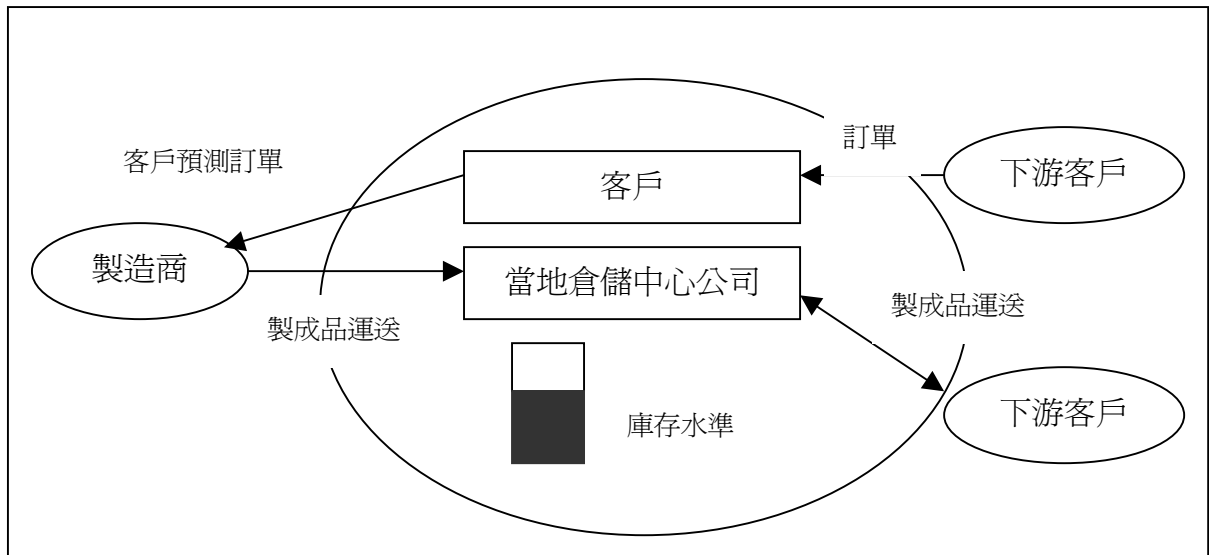 訂單
客戶預測訂單
客戶
下游客戶
製造商
當地倉儲中心公司
製成品運送
製成品運送
下游客戶
庫存水準